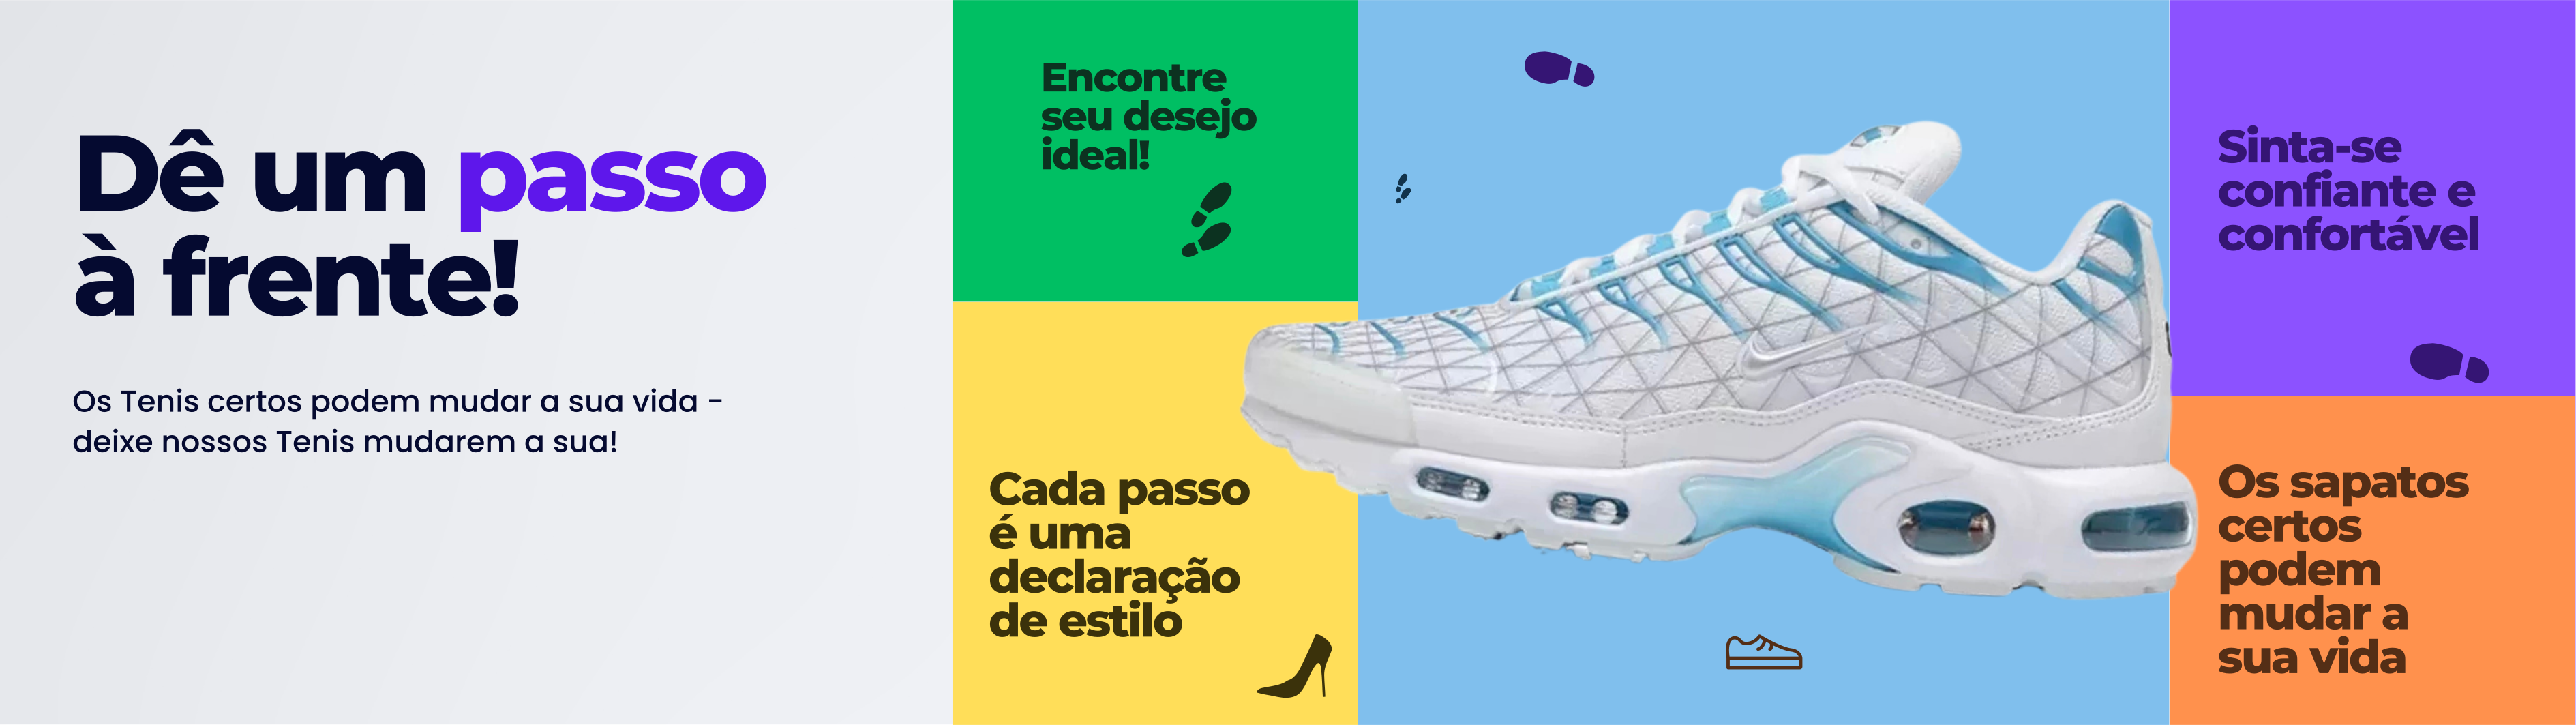 Dê um passo
à frente!
Os Tenis certos podem mudar a sua vida -
deixe nossos Tenis mudarem a sua!
Encontre
seu desejo
ideal!
Cada passo
é uma
declaração
de estilo
Sinta-se
confiante e
confortável
Os sapatos
certos
podem
mudar a
sua vida